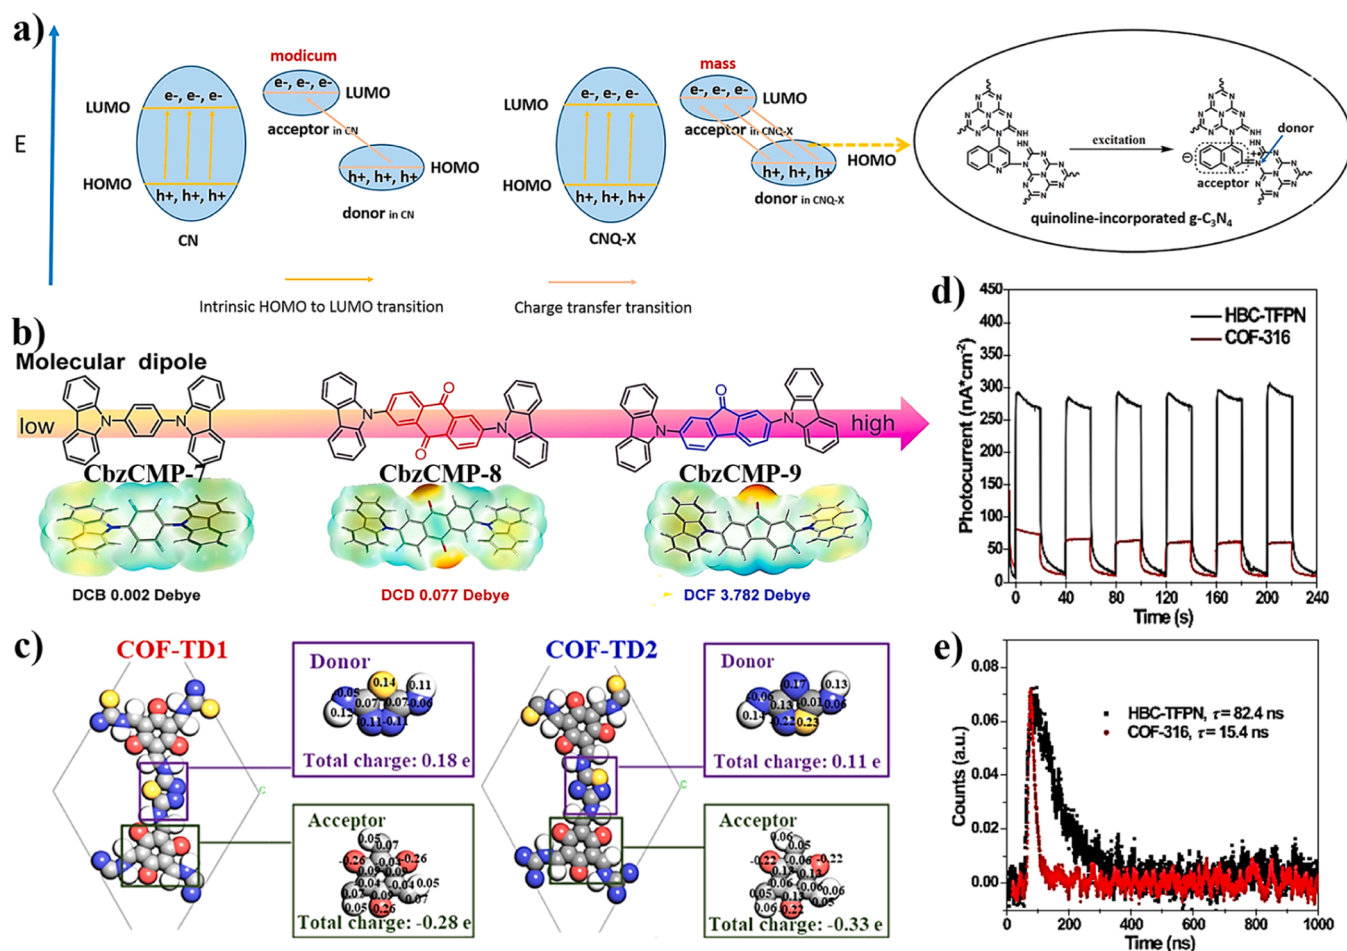 a)
E
modicum
LUMO
e-, e-, e-
e-, e-, e-
LUMO
acceptor in CN
HOMO
h+, h+, h+
h+, h+, h+
HOMO
donor in CN
CN
mass
LUMO
e-, e-, e-
e-, e-, e-
LUMO
acceptor in CNQ-X
HOMO
h+, h+, h+
h+, h+, h+
HOMO
donor in CNQ-X
CNQ-X
Intrinsic HOMO to LUMO transition
Charge transfer transition
excitation
donor
acceptor
quinoline-incorporated g-C₃N₄
b)
Molecular dipole
low
high
CbzCMP-7
CbzCMP-8
CbzCMP-9
DCB 0.002 Debye
DCD 0.077 Debye
DCF 3.782 Debye
c)
COF-TD1
Donor
0.14
0.11
Total charge: 0.18 e
Acceptor
Total charge: -0.28 e
COF-TD2
Donor
Total charge: 0.11 e
Acceptor
Total charge: -0.33 e
d)
Photocurrent (nA*cm-2)
450
400
350
300
250
200
150
100
50
0
HBC-TFPN
COF-316
0 40 80 120 160 200 240
Time (s)
e)
Counts (a.u.)
0.08
0.06
0.04
0.02
0.00
HBC-TFPN, τ = 82.4 ns
COF-316, τ = 15.4 ns
0 200 400 600 800 1000
Time (ns)